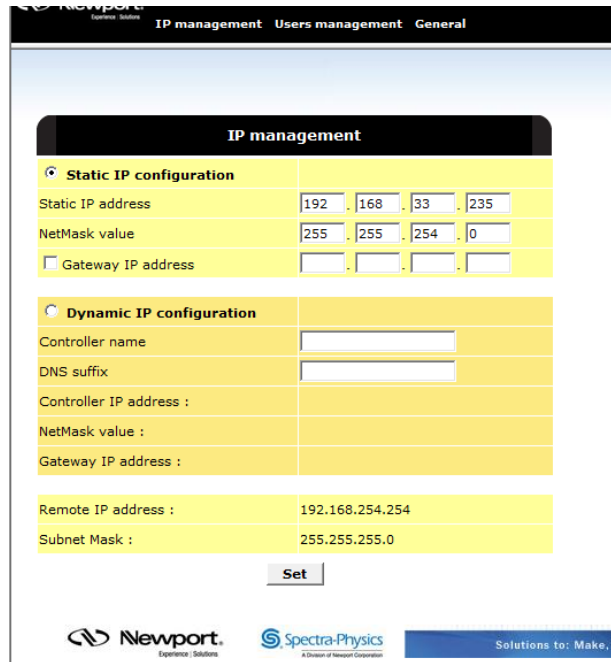 Newport.
Experience | Solutions
IP management Users management General
IP management
Static IP configuration
Static IP address 192 . 168 . 33 . 235
NetMask value 255 . 255 . 254 . 0
Gateway IP address . . .
Dynamic IP configuration
Controller name
DNS suffix
Controller IP address :
NetMask value :
Gateway IP address :
Remote IP address : 192.168.254.254
Subnet Mask : 255.255.255.0
Set
Newport.
Experience | Solutions
Spectra-Physics
A Division of Newport Corporation
Solutions to: Make,